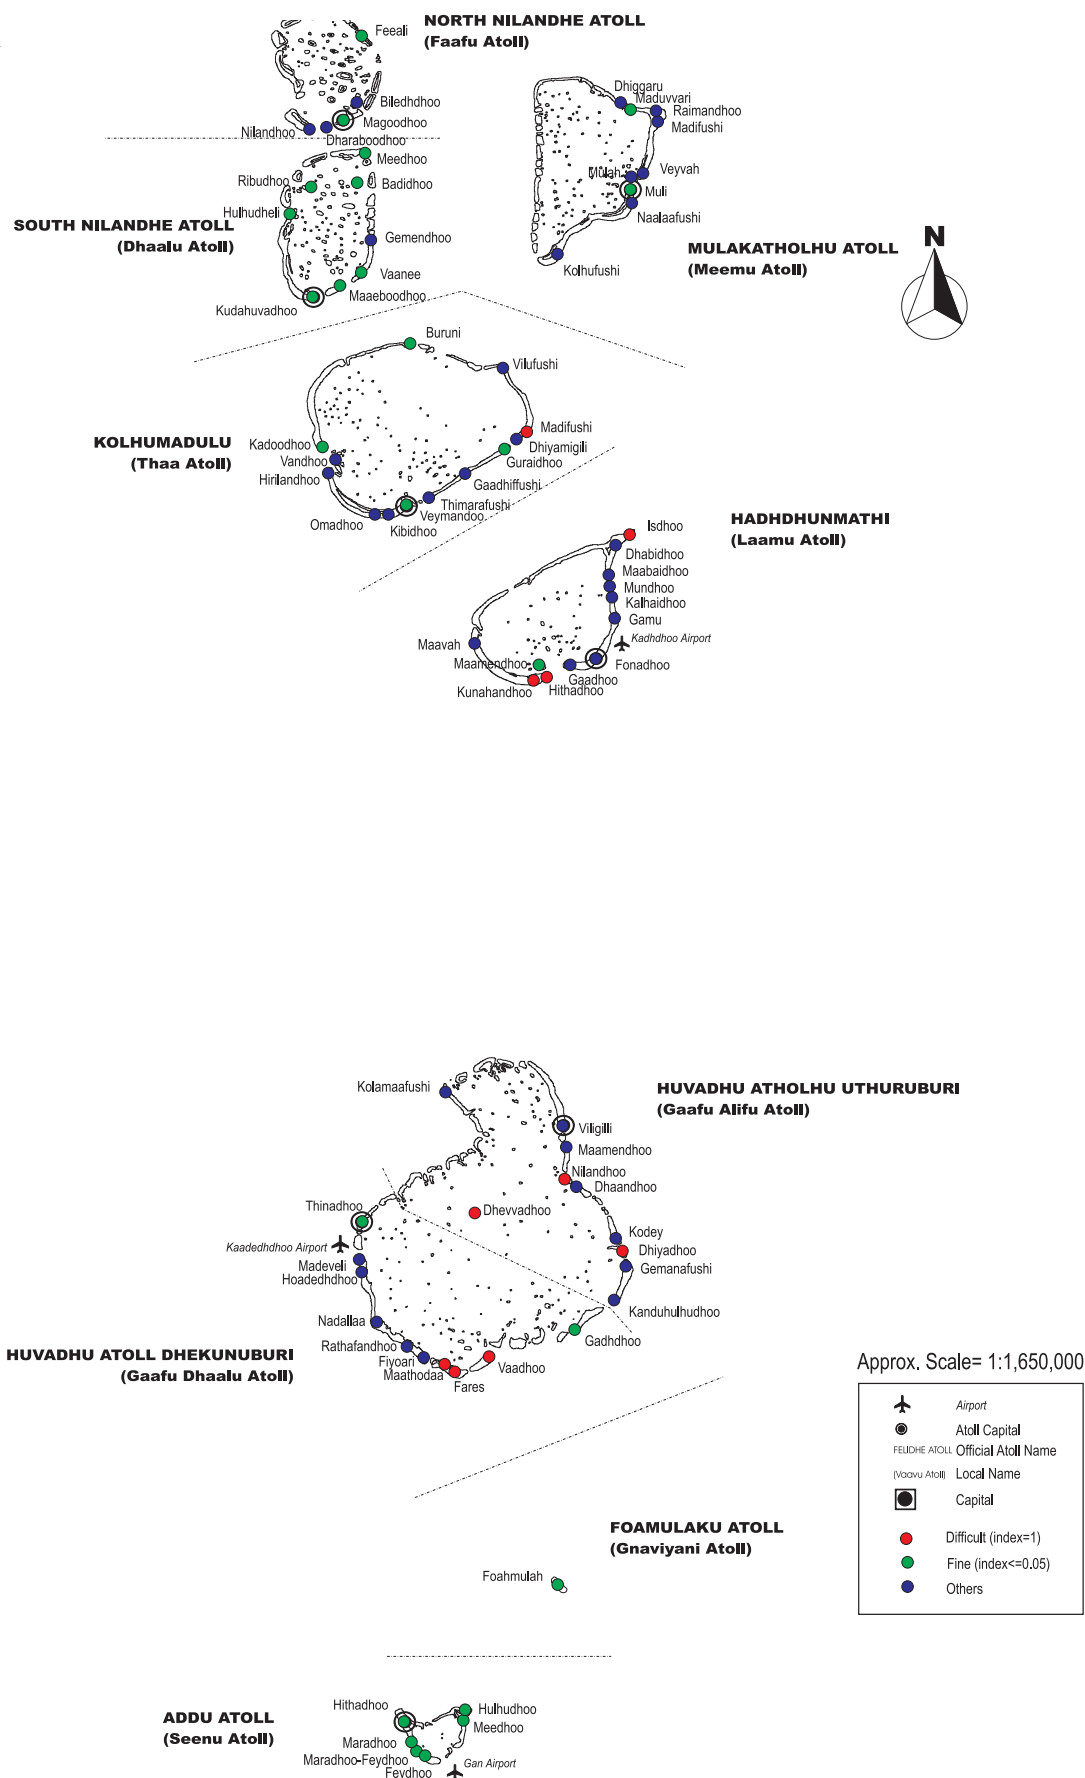 NORTH NILANDHE ATOLL
(Faafu Atoll)
Feeali
Biledhdhoo
Magoodhoo
Nilandhoo
Dharaboodhoo
Dhiggaru
Maduvvari
Raimandhoo
Madifushi
Mulah
Veyvah
Muli
Naalaafushi
Kolhufushi
MULAKATHOLHU ATOLL
(Meemu Atoll)
N
Meedhoo
Ribudhoo
Badidhoo
Hulhudheli
SOUTH NILANDHE ATOLL
(Dhaalu Atoll)
Gemendhoo
Vaanee
Maaeboodhoo
Kudahuvadhoo
Buruni
Vilufushi
KOLHUMADULU
(Thaa Atoll)
Madifushi
Dhiyamigili
Guraidhoo
Kadoodhoo
Vandhoo
Hirilandhoo
Gaadhiffushi
Thimarafushi
Veymandoo
Omadhoo
Kibidhoo
HADHDHUNMATHI
(Laamu Atoll)
Isdhoo
Dhabidhoo
Maabaidhoo
Mundhoo
Kalhaidhoo
Gamu
Kadhdhoo Airport
Maavah
Maamendhoo
Fonadhoo
Gaadhoo
Kunahandhoo
Hithadhoo
Kolamaafushi
HUVADHU ATHOLHU UTHURUBURI
(Gaafu Alifu Atoll)
Viligilli
Maamendhoo
Nilandhoo
Dhaandhoo
Thinadhoo
Dhevvadhoo
Kodey
Kaadedhdhoo Airport
Dhiyadhoo
Madeveli
Gemanafushi
Hoadedhdhoo
Kanduhulhudhoo
Nadallaa
Gadhdhoo
Rathafandhoo
HUVADHU ATOLL DHEKUNUBURI
(Gaafu Dhaalu Atoll)
Fiyoari
Maathodaa
Vaadhoo
Fares
Approx. Scale= 1:1,650,000
Airport
Atoll Capital
FELIDHE ATOLL Official Atoll Name
(Vaavu Atoll) Local Name
Capital
Difficult (index=1)
Fine (index<=0.05)
Others
FOAMULAKU ATOLL
(Gnaviyani Atoll)
Foahmulah
ADDU ATOLL
(Seenu Atoll)
Hithadhoo
Hulhudhoo
Meedhoo
Maradhoo
Maradhoo-Feydhoo
Feydhoo
Gan Airport